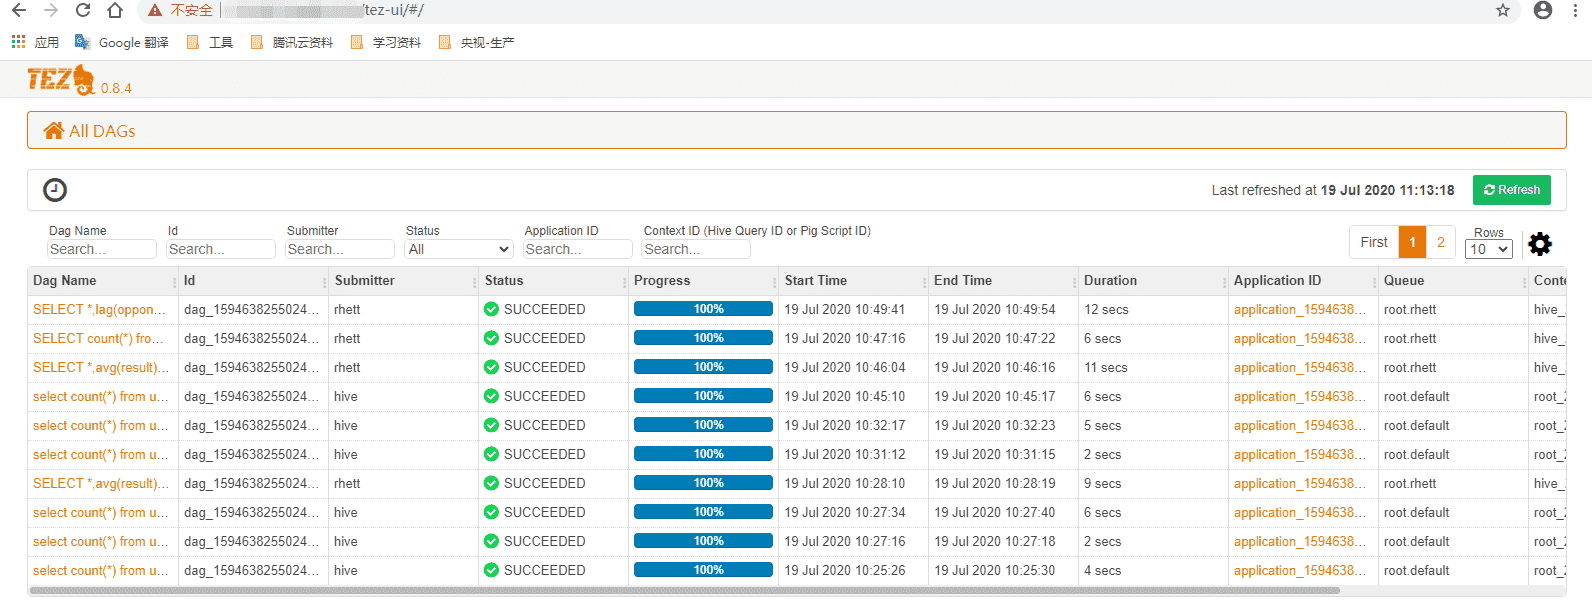 不安全 /tez-ui/#/
应用 Google 翻译 工具 腾讯云资料 学习资料 央视-生产
TEZ 0.8.4
All DAGs
Last refreshed at 19 Jul 2020 11:13:18 Refresh
Dag Name Id Submitter Status Application ID Context ID (Hive Query ID or Pig Script ID) Rows
Search... Search... Search... All Search... Search... First 1 2 10
Dag Name Id Submitter Status Progress Start Time End Time Duration Application ID Queue Conte
SELECT *,lag(oppon... dag_1594638255024... rhett SUCCEEDED 100% 19 Jul 2020 10:49:41 19 Jul 2020 10:49:54 12 secs application_1594638... root.rhett hive_
SELECT count(*) fro... dag_1594638255024... rhett SUCCEEDED 100% 19 Jul 2020 10:47:16 19 Jul 2020 10:47:22 6 secs application_1594638... root.rhett hive_
SELECT *,avg(result)... dag_1594638255024... rhett SUCCEEDED 100% 19 Jul 2020 10:46:04 19 Jul 2020 10:46:16 11 secs application_1594638... root.rhett hive_
select count(*) from u... dag_1594638255024... hive SUCCEEDED 100% 19 Jul 2020 10:45:10 19 Jul 2020 10:45:17 6 secs application_1594638... root.default root_
select count(*) from u... dag_1594638255024... hive SUCCEEDED 100% 19 Jul 2020 10:32:17 19 Jul 2020 10:32:23 5 secs application_1594638... root.default root_
select count(*) from u... dag_1594638255024... hive SUCCEEDED 100% 19 Jul 2020 10:31:12 19 Jul 2020 10:31:15 2 secs application_1594638... root.default root_
SELECT *,avg(result)... dag_1594638255024... rhett SUCCEEDED 100% 19 Jul 2020 10:28:10 19 Jul 2020 10:28:19 9 secs application_1594638... root.rhett hive_
select count(*) from u... dag_1594638255024... hive SUCCEEDED 100% 19 Jul 2020 10:27:34 19 Jul 2020 10:27:40 6 secs application_1594638... root.default root_
select count(*) from u... dag_1594638255024... hive SUCCEEDED 100% 19 Jul 2020 10:27:16 19 Jul 2020 10:27:18 2 secs application_1594638... root.default root_
select count(*) from u... dag_1594638255024... hive SUCCEEDED 100% 19 Jul 2020 10:25:26 19 Jul 2020 10:25:30 4 secs application_1594638... root.default root_